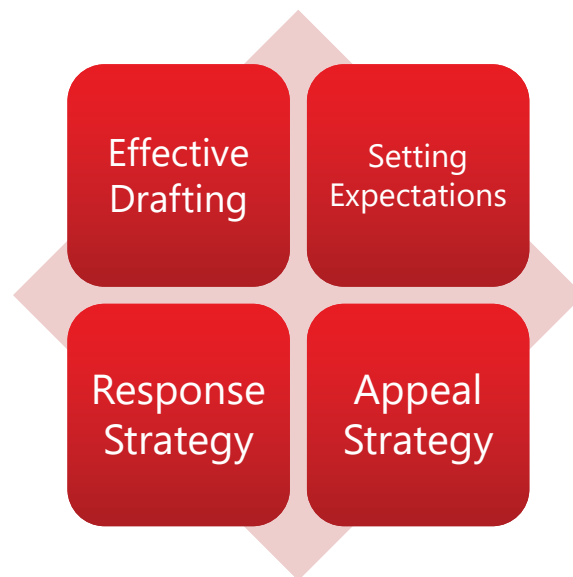 Effective
Drafting
Setting
Expectations
Response
Strategy
Appeal
Strategy